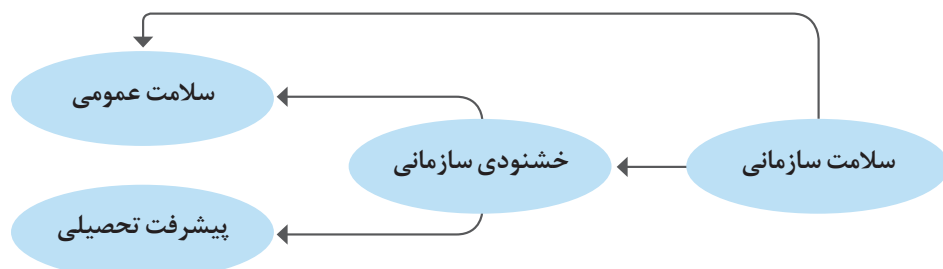 سلامت عمومی
سلامت سازمانی
خشنودی سازمانی
پیشرفت تحصیلی